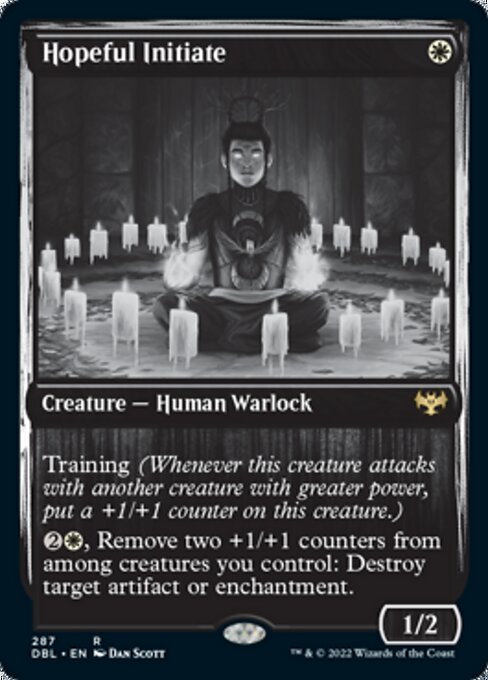 Hopeful Initiate
Creature — Human Warlock
Training (Whenever this creature attacks
with another creature with greater power,
put a +1/+1 counter on this creature.)
2, Remove two +1/+1 counters from
among creatures you control: Destroy
target artifact or enchantment.
1/2
287 R
DBL • EN Dan Scott
™ & © 2022 Wizards of the Coast